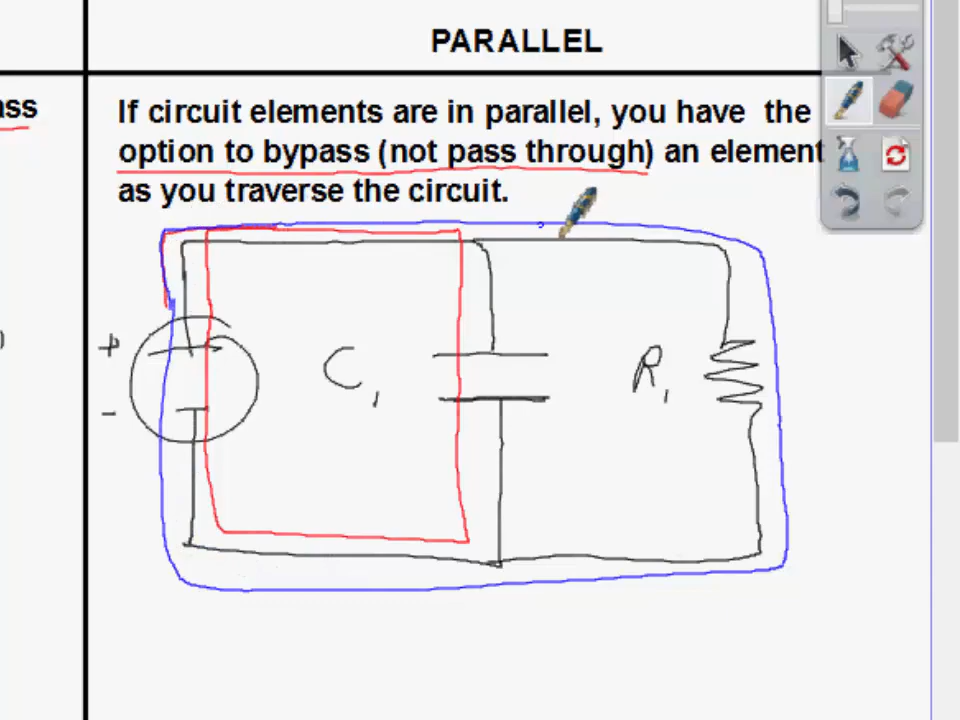 PARALLEL
ass
If circuit elements are in parallel, you have the
option to bypass (not pass through) an element
as you traverse the circuit.
+
-
C1
R1